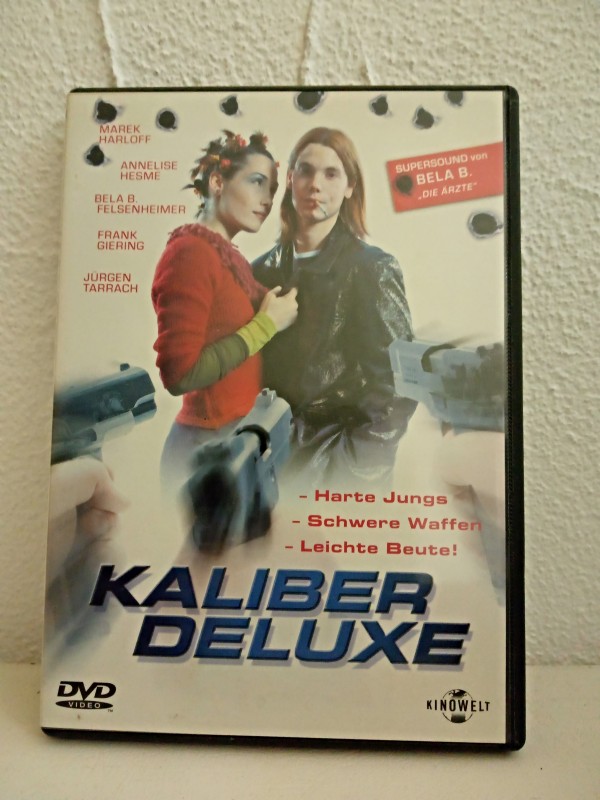 MAREK
HARLOFF
ANNELISE
HESME
BELA B.
FELSENHEIMER
FRANK
GIERING
JÜRGEN
TARRACH
SUPERSOUND von
BELA B.
„DIE ÄRZTE"
– Harte Jungs
– Schwere Waffen
– Leichte Beute!
KALIBER
DELUXE
DVD
VIDEO
TM
KINOWELT